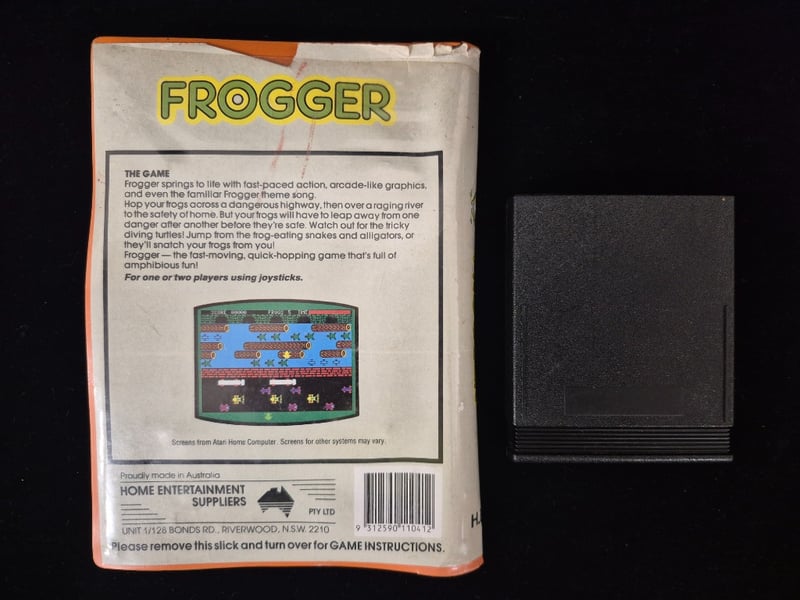 FROGGER
THE GAME
Frogger springs to life with fast-paced action, arcade-like graphics,
and even the familiar Frogger theme song.
Hop your frogs across a dangerous highway, then over a raging river
to the safety of home. But your frogs will have to leap away from one
danger after another before they're safe. Watch out for the tricky
diving turtles! Jump from the frog-eating snakes and alligators, or
they'll snatch your frogs from you!
Frogger — the fast-moving, quick-hopping game that's full of
amphibious fun!
For one or two players using joysticks.
SCORE 00000 FROGS 5 TIME
Screens from Atari Home Computer. Screens for other systems may vary.
Proudly made in Australia
HOME ENTERTAINMENT
SUPPLIERS
PTY LTD
UNIT 1/128 BONDS RD., RIVERWOOD, N.S.W. 2210
9 312590 110412
Please remove this slick and turn over for GAME INSTRUCTIONS.